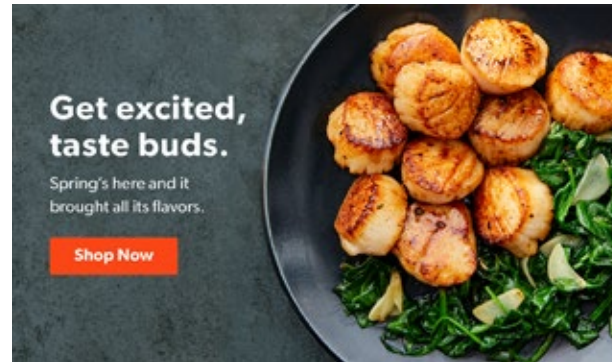 Get excited,
taste buds.
Spring's here and it
brought all its flavors.
Shop Now